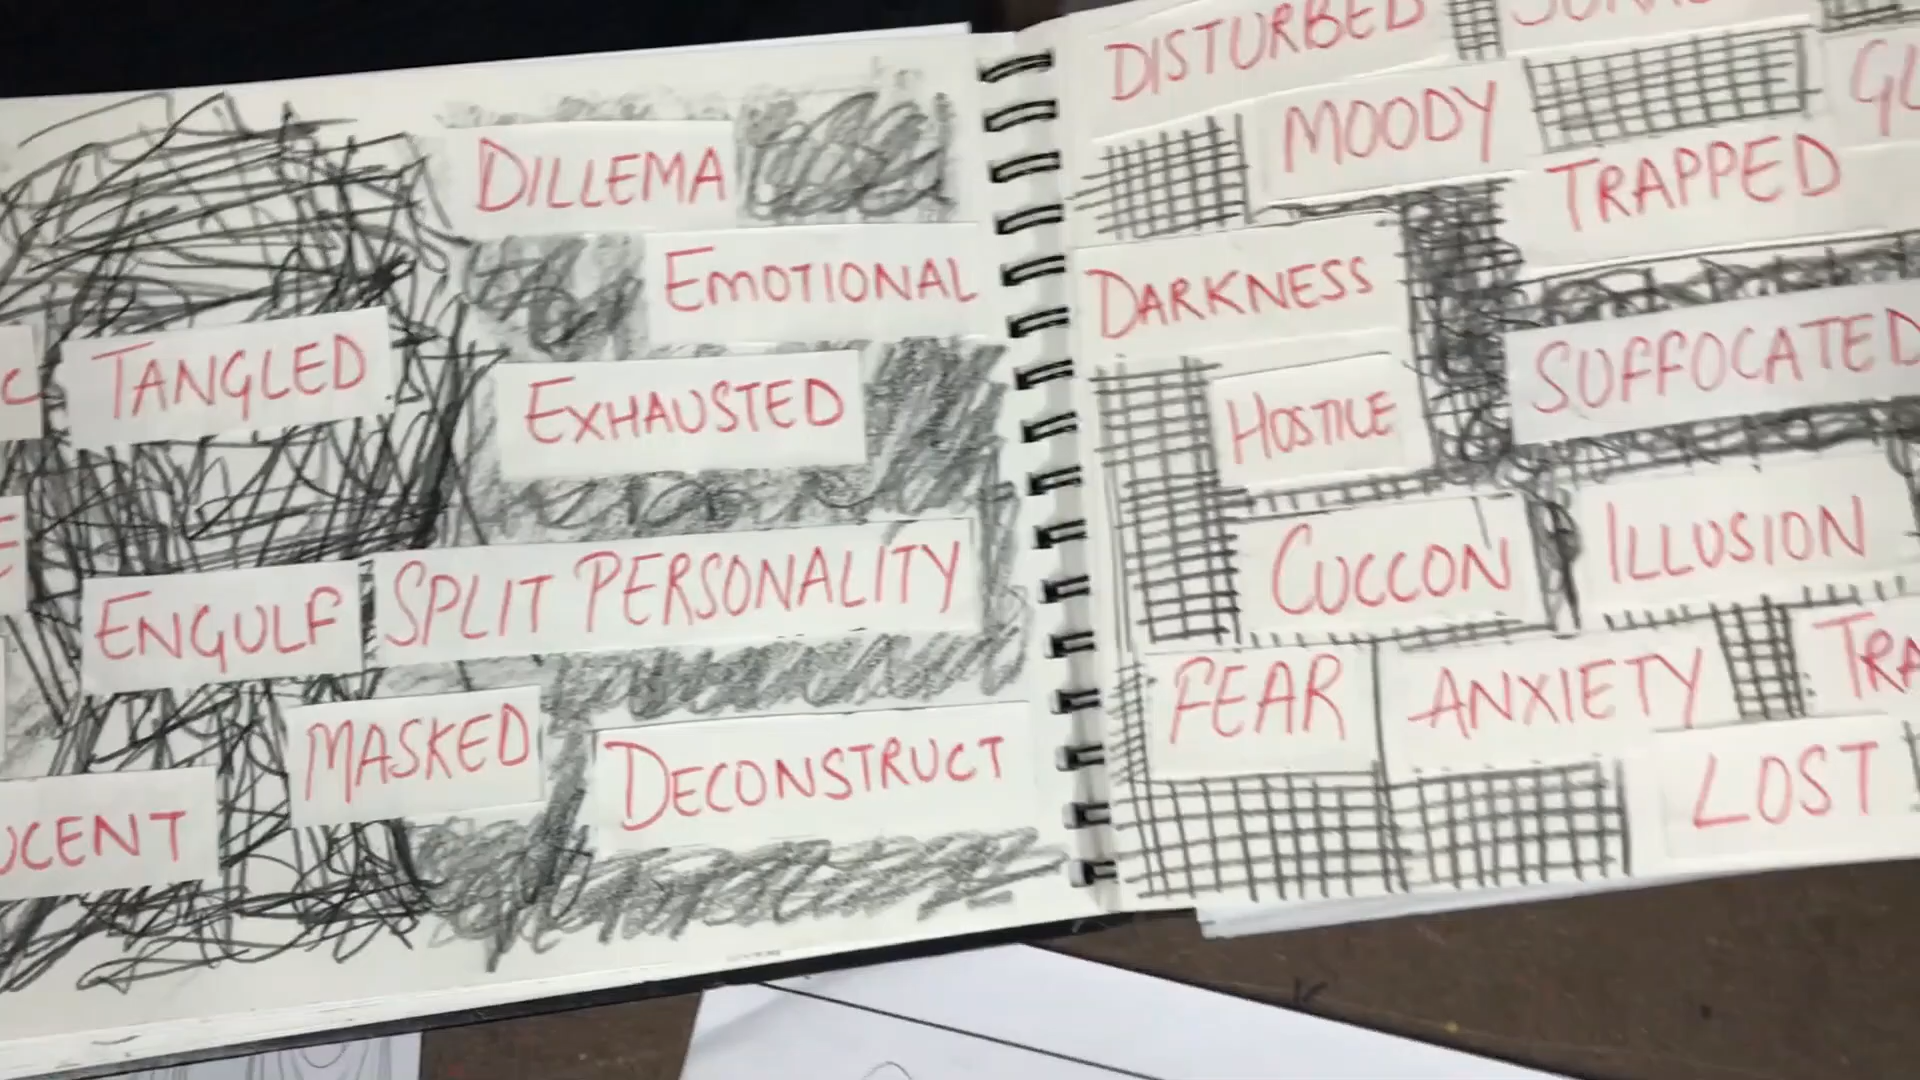 DILLEMA
EMOTIONAL
TANGLED
EXHAUSTED
ENGULF
SPLIT PERSONALITY
MASKED
DECONSTRUCT
DISTURBED
MOODY
TRAPPED
DARKNESS
SUFFOCATED
HOSTILE
CUCCON
ILLUSION
FEAR
ANXIETY
LOST